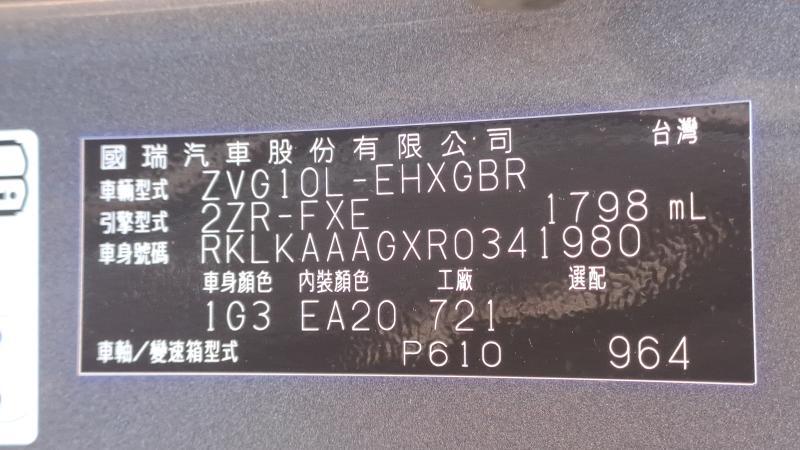 國瑞汽車股份有限公司 台灣
車輛型式 ZVG10L-EHXGBR
引擎型式 2ZR-FXE 1798 mL
車身號碼 RKLKAAAGXR0341980
車身顏色 內裝顏色 工廠 選配
1G3 EA20 721
車軸/變速箱型式 P610 964